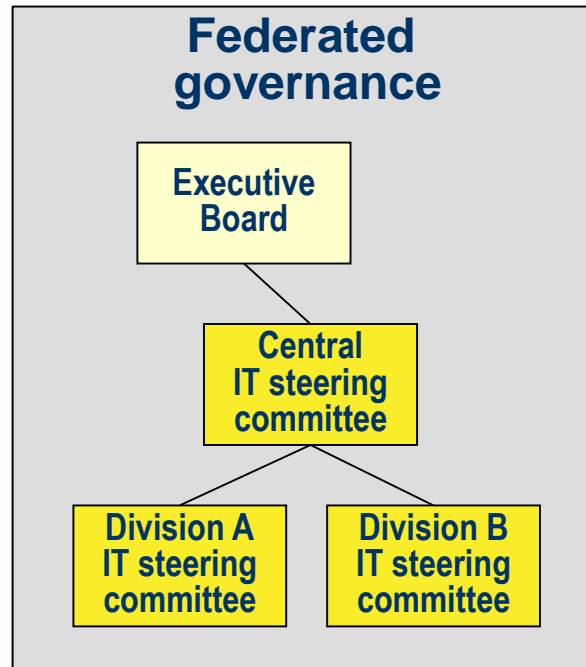 Federated
governance
Executive
Board
Central
IT steering
committee
Division A
IT steering
committee
Division B
IT steering
committee